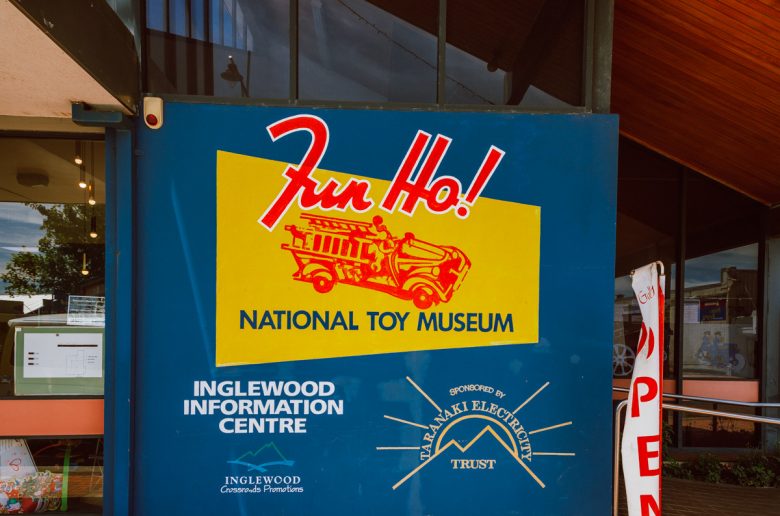 Fun Ho!
NATIONAL TOY MUSEUM
INGLEWOOD
INFORMATION
CENTRE
INGLEWOOD
Crossroads Promotions
SPONSORED BY
TARANAKI ELECTRICITY
TRUST
OPEN